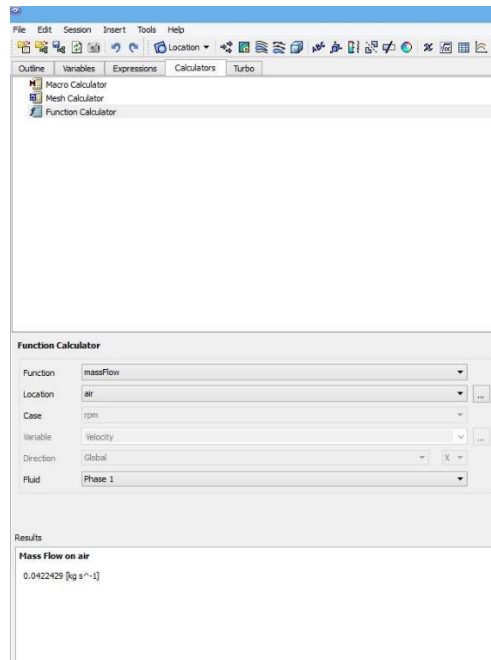 File Edit Session Insert Tools Help
Location
Outline Variables Expressions Calculators Turbo
Macro Calculator
Mesh Calculator
Function Calculator
Function Calculator
Function massFlow
Location air ...
Case rpm
Variable Velocity ...
Direction Global X
Fluid Phase 1
Results
Mass Flow on air
0.0422429 [kg s^-1]